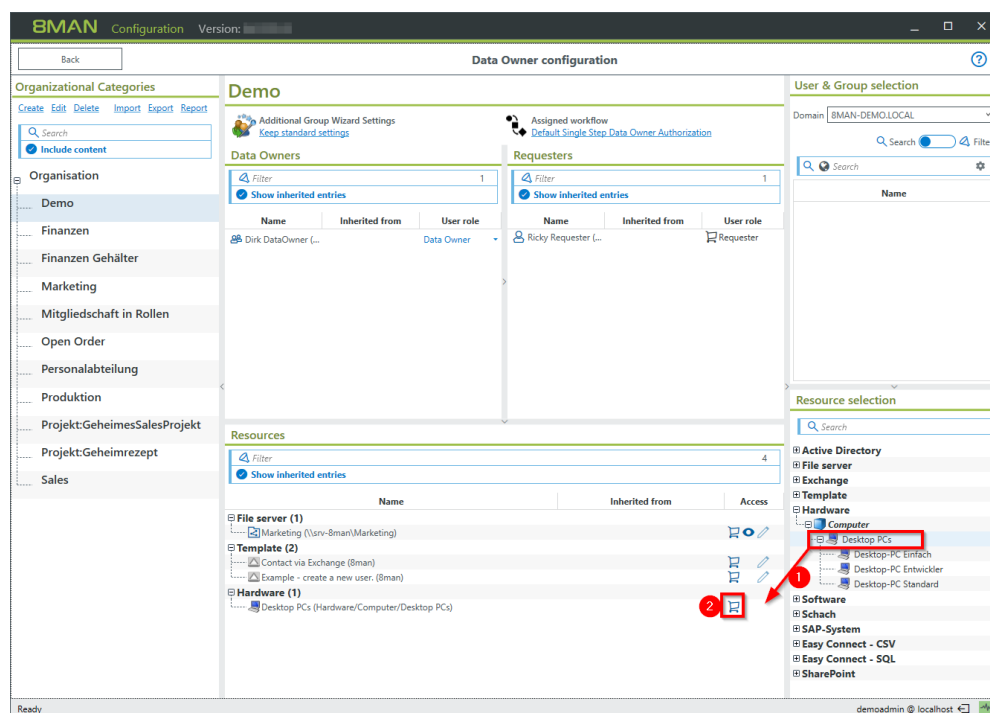 8MAN Configuration Version:
Back
Data Owner configuration
?
Organizational Categories
Create Edit Delete Import Export Report
Search
Include content
Organisation
Demo
Finanzen
Finanzen Gehälter
Marketing
Mitgliedschaft in Rollen
Open Order
Personalabteilung
Produktion
Projekt:GeheimesSalesProjekt
Projekt:Geheimrezept
Sales
Demo
Additional Group Wizard Settings
Keep standard settings
Assigned workflow
Default Single Step Data Owner Authorization
Data Owners
Filter 1
Show inherited entries
Name Inherited from User role
Dirk DataOwner (... Data Owner
Requesters
Filter 1
Show inherited entries
Name Inherited from User role
Ricky Requester (... Requester
Resources
Filter 4
Show inherited entries
Name Inherited from Access
File server (1)
Marketing (\\srv-8man\Marketing)
Template (2)
Contact via Exchange (8man)
Example - create a new user. (8man)
Hardware (1)
Desktop PCs (Hardware/Computer/Desktop PCs)
2
User & Group selection
Domain 8MAN-DEMO.LOCAL
Search Filte
Search
Name
Resource selection
Search
Active Directory
File server
Exchange
Template
Hardware
Computer
Desktop PCs
Desktop-PC Einfach
1
Desktop-PC Entwickler
Desktop-PC Standard
Software
Schach
SAP-System
Easy Connect - CSV
Easy Connect - SQL
SharePoint
Ready
demoadmin @ localhost